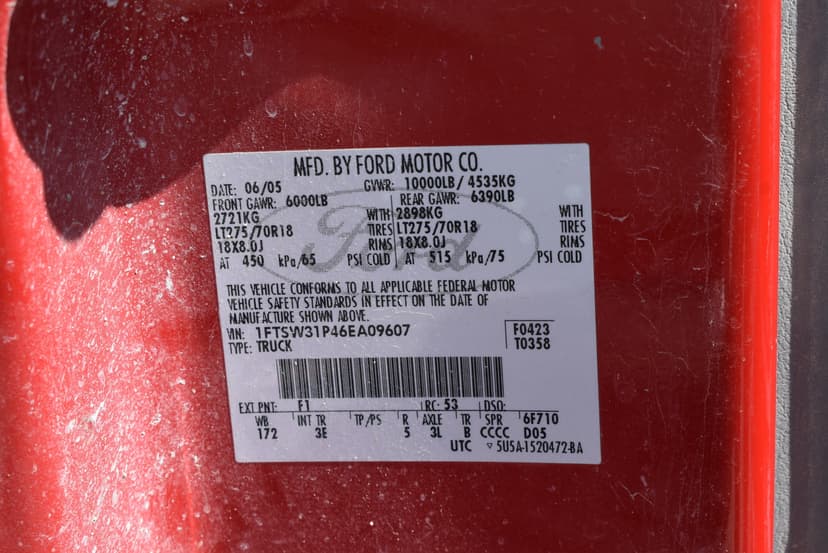 MFD. BY FORD MOTOR CO.
DATE: 06/05 GVWR: 10000LB/ 4535KG
FRONT GAWR: 6000LB REAR GAWR: 6390LB
2721KG WITH 2898KG WITH
LT275/70R18 TIRES LT275/70R18 TIRES
18X8.0J RIMS 18X8.0J RIMS
AT 450 kPa/65 PSI COLD AT 515 kPa/75 PSI COLD
Ford
THIS VEHICLE CONFORMS TO ALL APPLICABLE FEDERAL MOTOR
VEHICLE SAFETY STANDARDS IN EFFECT ON THE DATE OF
MANUFACTURE SHOWN ABOVE.
VIN: 1FTSW31P46EA09607 F0423
TYPE: TRUCK T0358
EXT PNT: F1 RC: 53 DSO:
WB INT TR TP/PS R AXLE TR SPR 6F710
172 3E 5 3L B CCCC D05
UTC ▽5U5A-1520472-BA